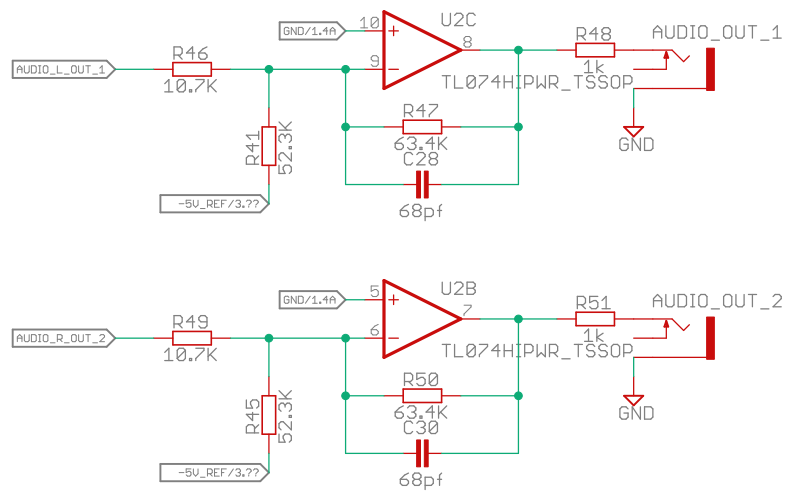 U2C
GND/1.4A
10
+
8
R48
AUDIO_OUT_1
R46
AUDIO_L_OUT_1
9
-
1k
10.7K
TL074HIPWR_TSSOP
R47
R41
52.3K
63.4K
GND
C28
-5V_REF/3.??
68pf
U2B
GND/1.4A
5
+
7
R51
AUDIO_OUT_2
R49
AUDIO_R_OUT_2
6
-
1k
10.7K
TL074HIPWR_TSSOP
R50
R45
52.3K
63.4K
GND
C30
-5V_REF/3.??
68pf